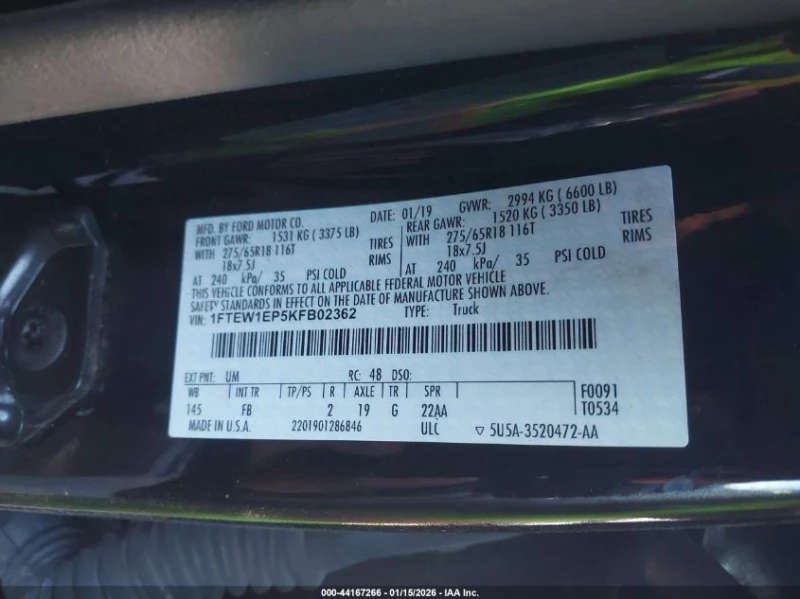 MFD. BY FORD MOTOR CO. DATE: 01/19 GVWR: 2994 KG ( 6600 LB)
FRONT GAWR: 1531 KG ( 3375 LB) REAR GAWR: 1520 KG ( 3350 LB)
WITH 275/65R18 116T TIRES WITH 275/65R18 116T TIRES
18x7.5J RIMS 18x7.5J RIMS
AT 240 kPa/ 35 PSI COLD AT 240 kPa/ 35 PSI COLD
THIS VEHICLE CONFORMS TO ALL APPLICABLE FEDERAL MOTOR VEHICLE
SAFETY STANDARDS IN EFFECT ON THE DATE OF MANUFACTURE SHOWN ABOVE.
VIN: 1FTEW1EP5KFB02362 TYPE: Truck
EXT PNT: UM RC: 48 DSO:
WB INT TR TP/PS R AXLE TR SPR F0091
145 FB 2 19 G 22AA T0534
MADE IN U.S.A. 2201901286846 ULC ▽ 5U5A-3520472-AA
000-44167266 - 01/15/2026 - IAA Inc.